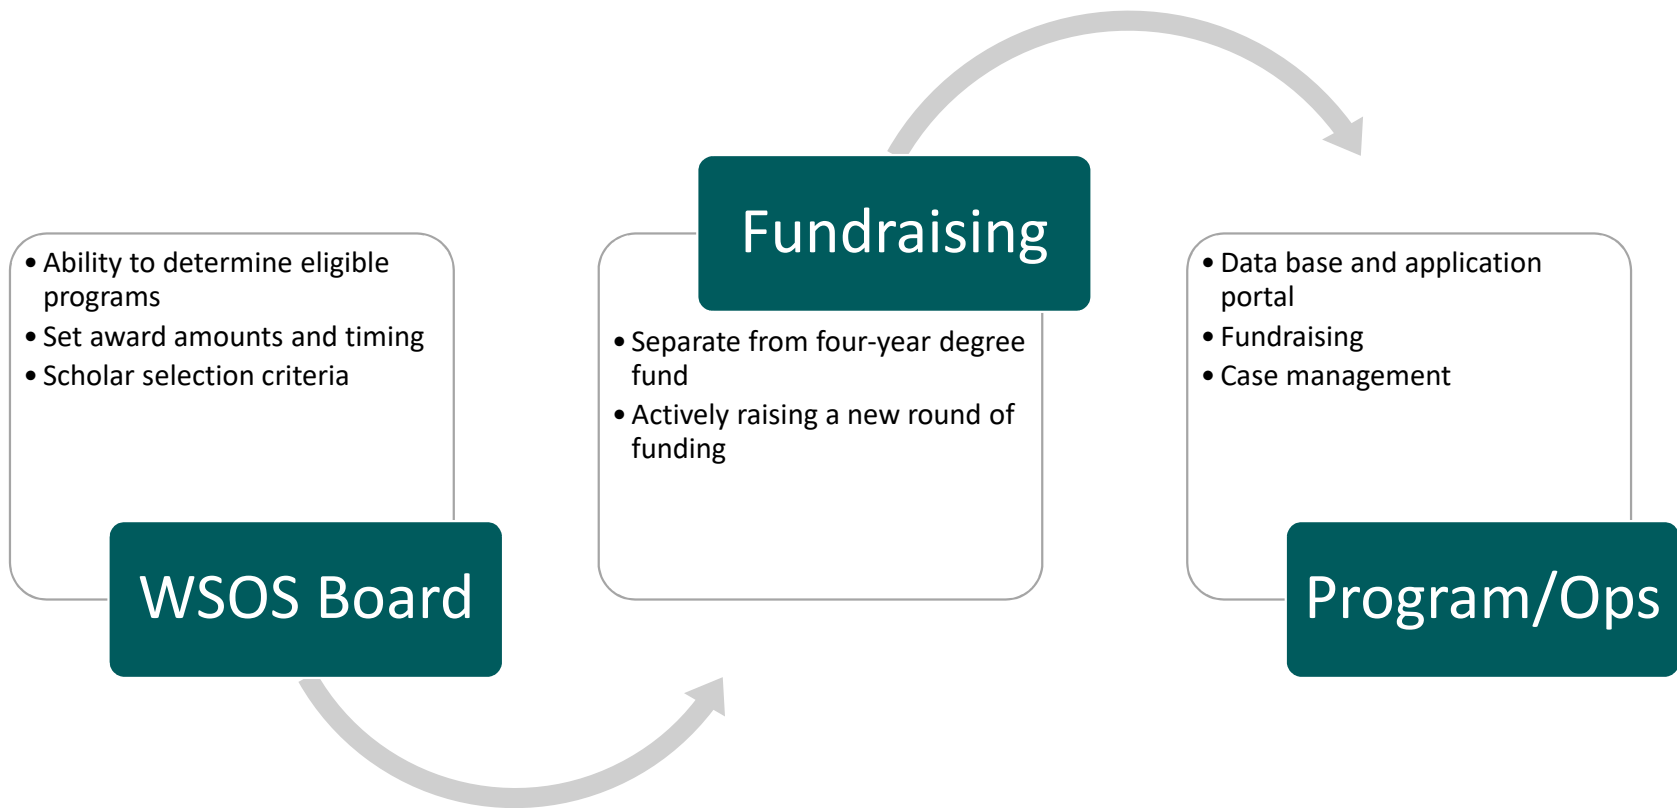 • Ability to determine eligible
programs
• Set award amounts and timing
• Scholar selection criteria
WSOS Board
Fundraising
• Separate from four-year degree
fund
• Actively raising a new round of
funding
• Data base and application
portal
• Fundraising
• Case management
Program/Ops